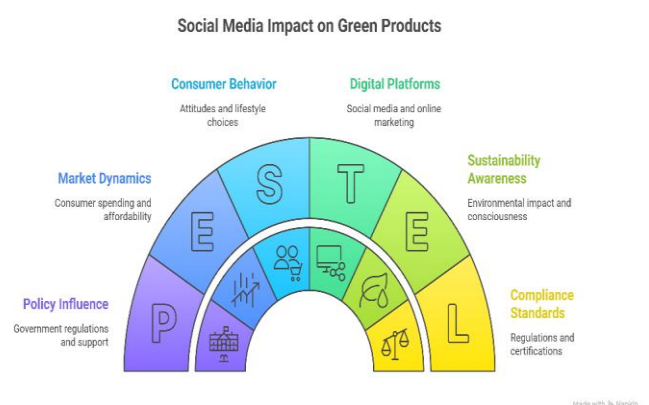 Social Media Impact on Green Products
Consumer Behavior
Attitudes and lifestyle
choices
Digital Platforms
Social media and online
marketing
Market Dynamics
Consumer spending and
affordability
Sustainability
Awareness
Environmental impact and
consciousness
Policy Influence
Government regulations
and support
Compliance
Standards
Regulations and
certifications
P
E
S
T
E
L
Made with